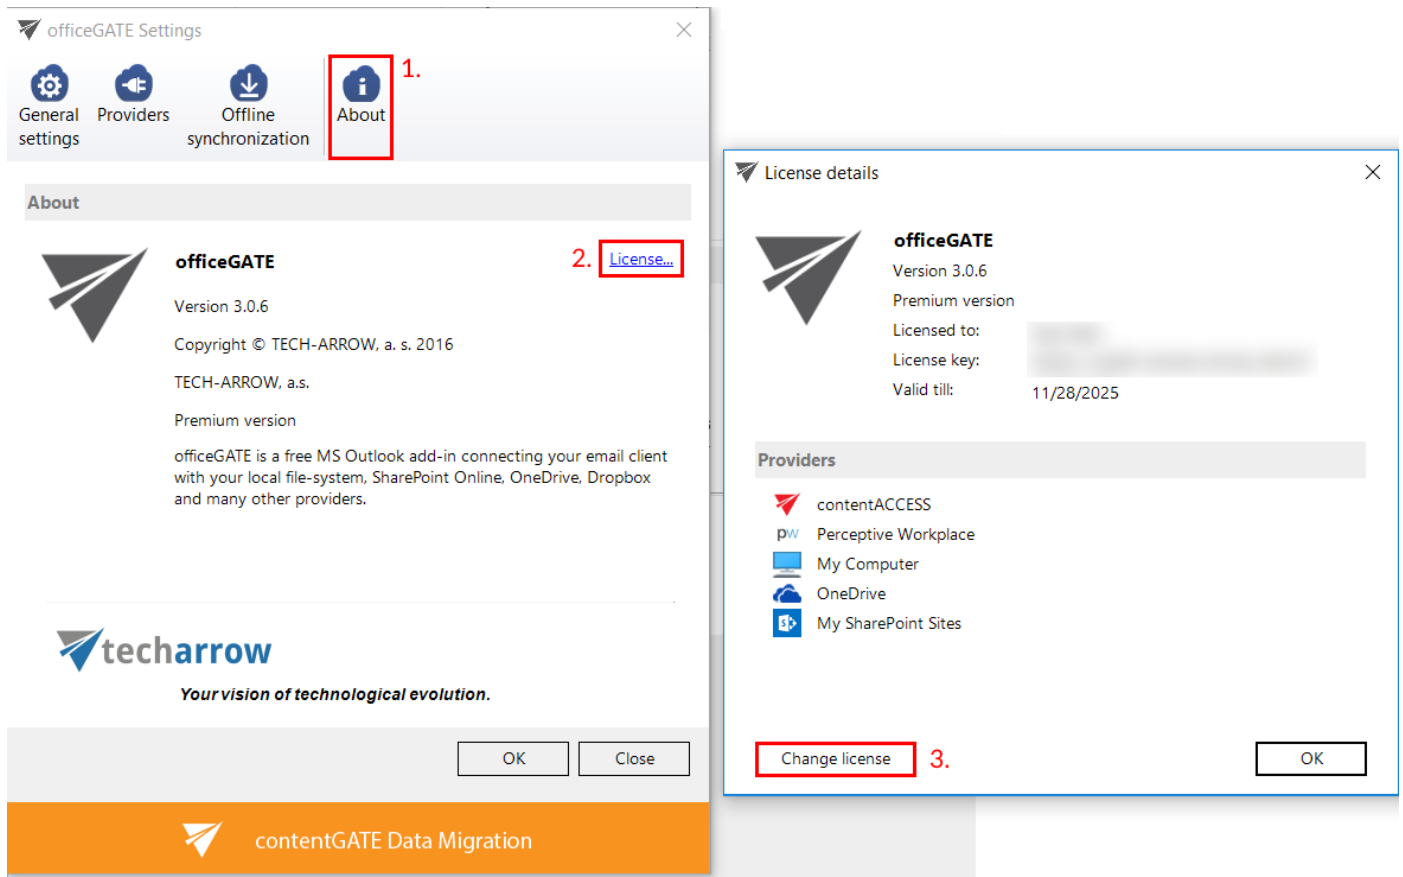 officeGATE Settings
General
settings
Providers
Offline
synchronization
About
1.
About
officeGATE
2.
License...
Version 3.0.6
Copyright © TECH-ARROW, a. s. 2016
TECH-ARROW, a.s.
Premium version
officeGATE is a free MS Outlook add-in connecting your email client
with your local file-system, SharePoint Online, OneDrive, Dropbox
and many other providers.
techarrow
Your vision of technological evolution.
OK
Close
contentGATE Data Migration
License details
officeGATE
Version 3.0.6
Premium version
Licensed to:
License key:
Valid till: 11/28/2025
Providers
contentACCESS
pw Perceptive Workplace
My Computer
OneDrive
My SharePoint Sites
Change license
3.
OK